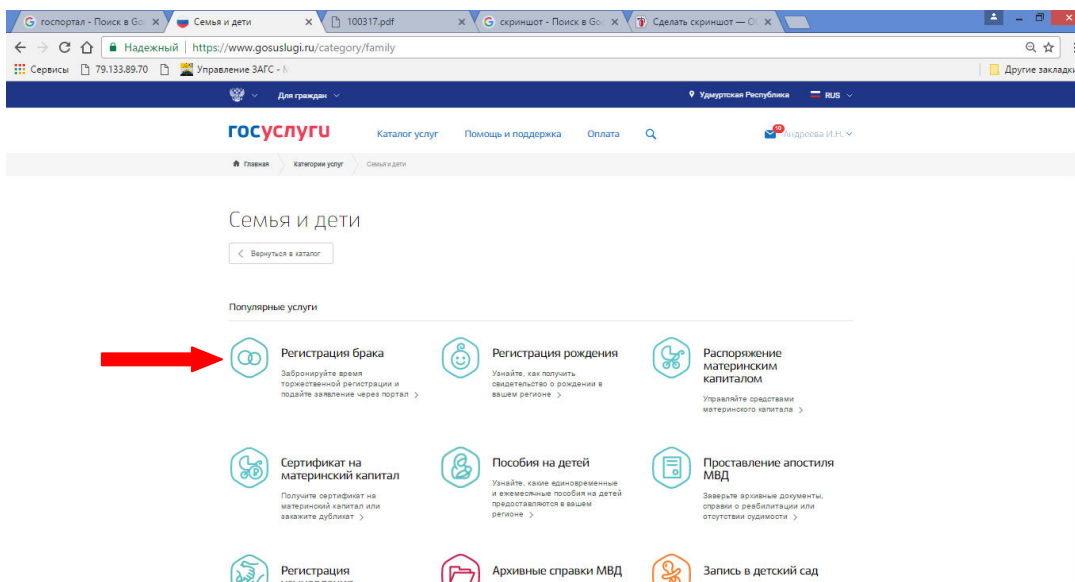 госпортал - Поиск в Go
Семья и дети
100317.pdf
скриншот - Поиск в Goo
Сделать скриншот — О
Надежный
https://www.gosuslugi.ru/category/family
Сервисы
79.133.89.70
Управление ЗАГС -
Другие закладки
Для граждан
Удмуртская Республика
RUS
госуслуги
Каталог услуг
Помощь и поддержка
Оплата
10
Андреева И.Н.
Главная
Категории услуг
Семья и дети
Семья и дети
Вернуться в каталог
Популярные услуги
Регистрация брака
Забронируйте время
торжественной регистрации и
подайте заявление через портал
Регистрация рождения
Узнайте, как получить
свидетельство о рождении в
вашем регионе
Распоряжение
материнским
капиталом
Управляйте средствами
материнского капитала
Сертификат на
материнский капитал
Получите сертификат на
материнский капитал или
закажите дубликат
Пособия на детей
Узнайте, какие единовременные
и ежемесячные пособия на детей
предоставляются в вашем
регионе
Проставление апостиля
МВД
Заверьте архивные документы,
справки о реабилитации или
отсутствии судимости
Регистрация
Архивные справки МВД
Запись в детский сад